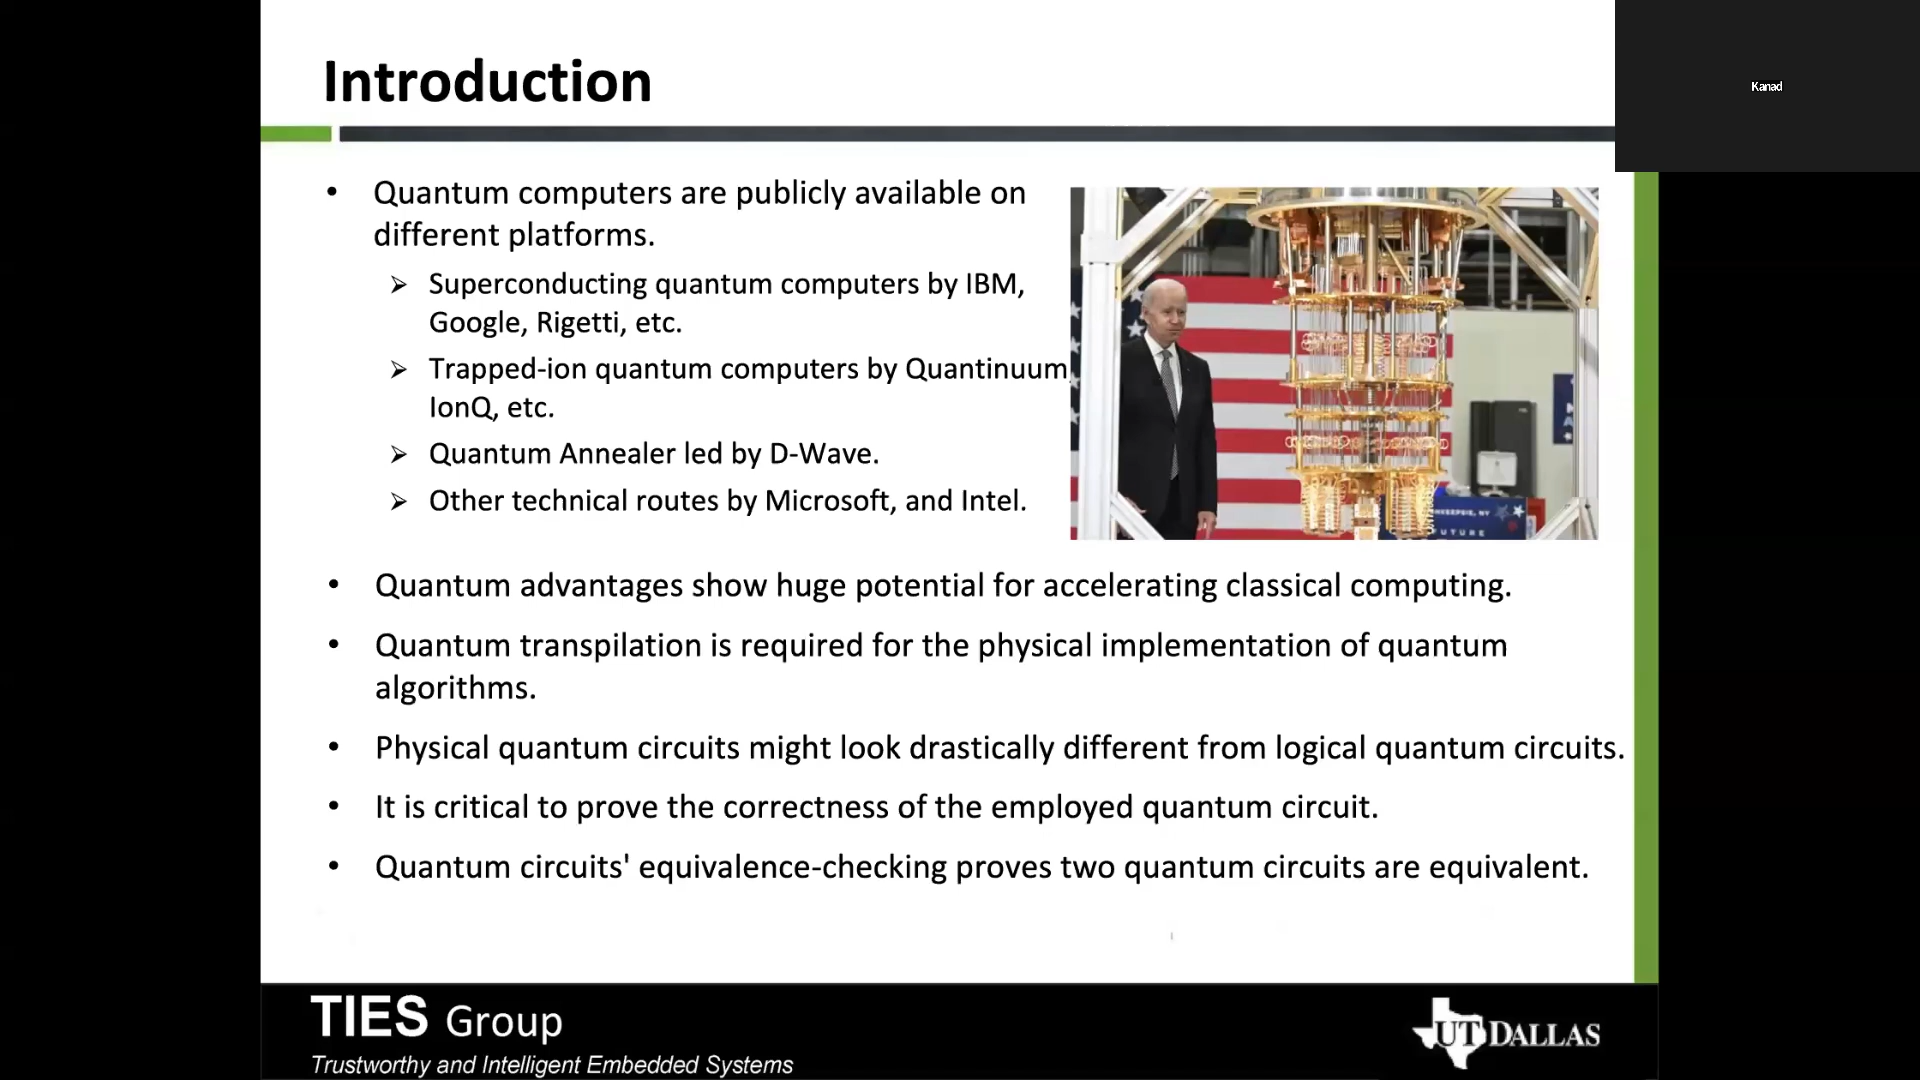 Introduction
Kanad
• Quantum computers are publicly available on
different platforms.
➢ Superconducting quantum computers by IBM,
Google, Rigetti, etc.
➢ Trapped-ion quantum computers by Quantinuum
IonQ, etc.
➢ Quantum Annealer led by D-Wave.
➢ Other technical routes by Microsoft, and Intel.
KEEPSIE, NY
FUTURE
• Quantum advantages show huge potential for accelerating classical computing.
• Quantum transpilation is required for the physical implementation of quantum
algorithms.
• Physical quantum circuits might look drastically different from logical quantum circuits.
• It is critical to prove the correctness of the employed quantum circuit.
• Quantum circuits' equivalence-checking proves two quantum circuits are equivalent.
TIES Group
Trustworthy and Intelligent Embedded Systems
UT DALLAS